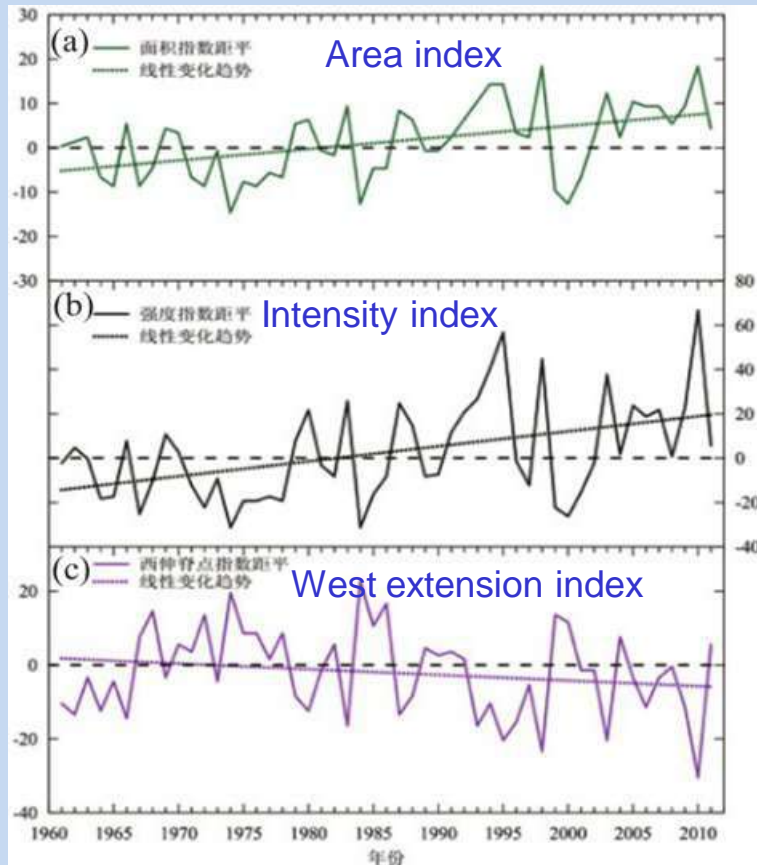 30
(a)
面积指数距平
Area index
线性变化趋势
20
10
0
-10
-20
-30
80
(b)
强度指数距平
Intensity index
线性变化趋势
60
40
20
0
-20
-40
(c)
西伸脊点指数距平
West extension index
线性变化趋势
20
0
-20
-40
1960 1965 1970 1975 1980 1985 1990 1995 2000 2005 2010
年份